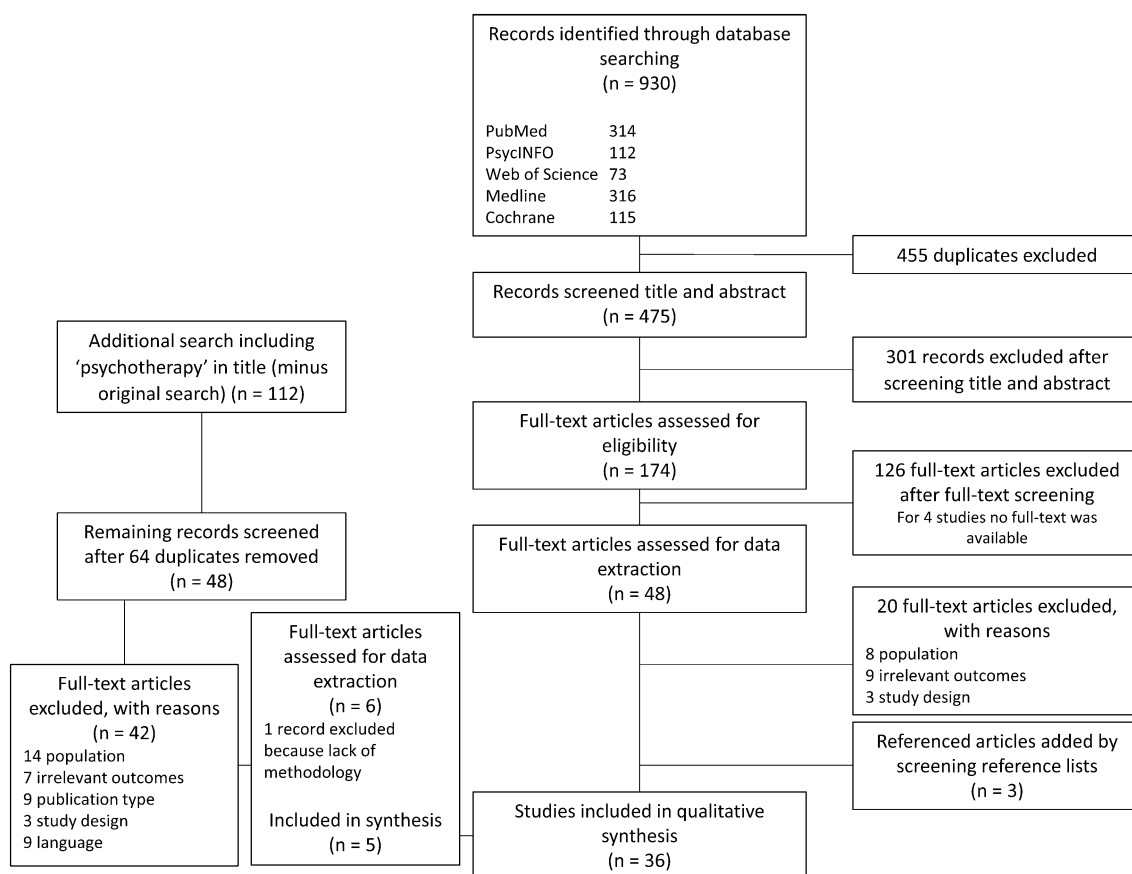 Records identified through database
searching
(n = 930)
PubMed 314
PsycINFO 112
Web of Science 73
Medline 316
Cochrane 115
455 duplicates excluded
Records screened title and abstract
(n = 475)
301 records excluded after
screening title and abstract
Full-text articles assessed for
eligibility
(n = 174)
126 full-text articles excluded
after full-text screening
For 4 studies no full-text was
available
Full-text articles assessed for data
extraction
(n = 48)
20 full-text articles excluded,
with reasons
8 population
9 irrelevant outcomes
3 study design
Referenced articles added by
screening reference lists
(n = 3)
Additional search including
‘psychotherapy’ in title (minus
original search) (n = 112)
Remaining records screened
after 64 duplicates removed
(n = 48)
Full-text articles
excluded, with reasons
(n = 42)
14 population
7 irrelevant outcomes
9 publication type
3 study design
9 language
Full-text articles
assessed for data
extraction
(n = 6)
1 record excluded
because lack of
methodology
Included in synthesis
(n = 5)
Studies included in qualitative
synthesis
(n = 36)